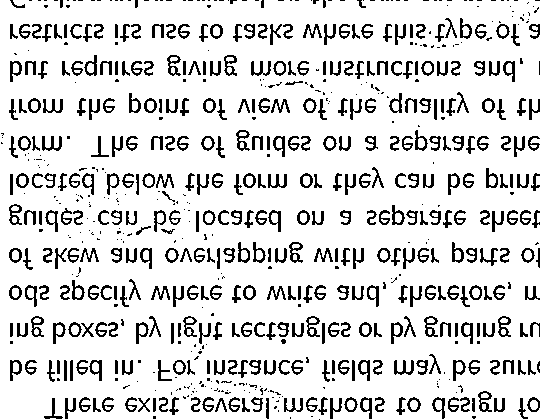 There exist several methods to design fo
be filled in. For instance, fields may be surr
ing boxes, by light rectangles or by guiding ru
ods specify where to write and, therefore, m
of skew and overlapping with other parts of
guides can be located on a separate sheet
located below the form or they can be print
form. The use of guides on a separate she
from the point of view of the quality of th
but requires giving more instructions and,
restricts its use to tasks where this type of a